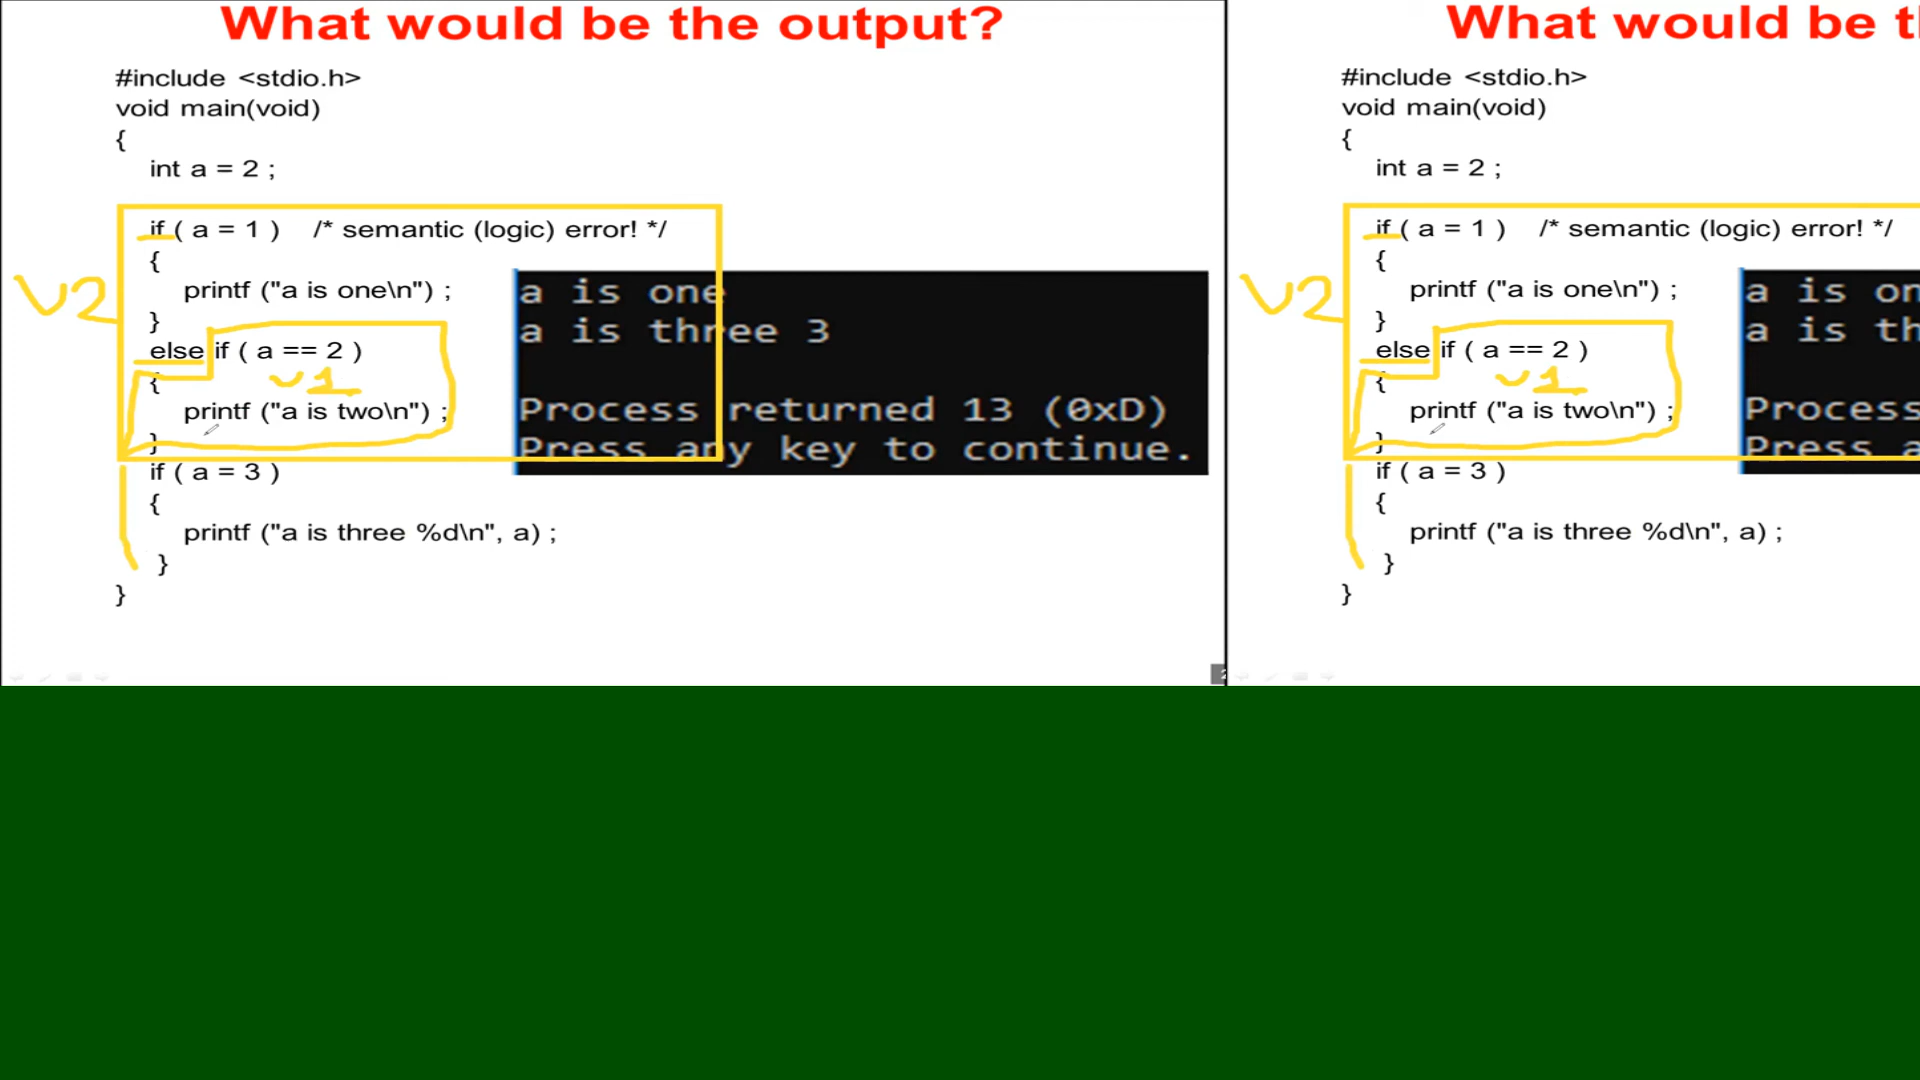 What would be the output?
#include <stdio.h>
void main(void)
{
int a = 2 ;
if ( a = 1 ) /* semantic (logic) error! */
{
printf ("a is one\n") ;
}
else if ( a == 2 )
{
printf ("a is two\n") ;
}
if ( a = 3 )
{
printf ("a is three %d\n", a) ;
}
}
V2
V1
a is one
a is three 3
Process returned 13 (0xD)
Press any key to continue.
2
What would be t
#include <stdio.h>
void main(void)
{
int a = 2 ;
if ( a = 1 ) /* semantic (logic) error! */
{
printf ("a is one\n") ;
}
else if ( a == 2 )
{
printf ("a is two\n") ;
}
if ( a = 3 )
{
printf ("a is three %d\n", a) ;
}
}
V2
V1
a is on
a is th
Process
Press a